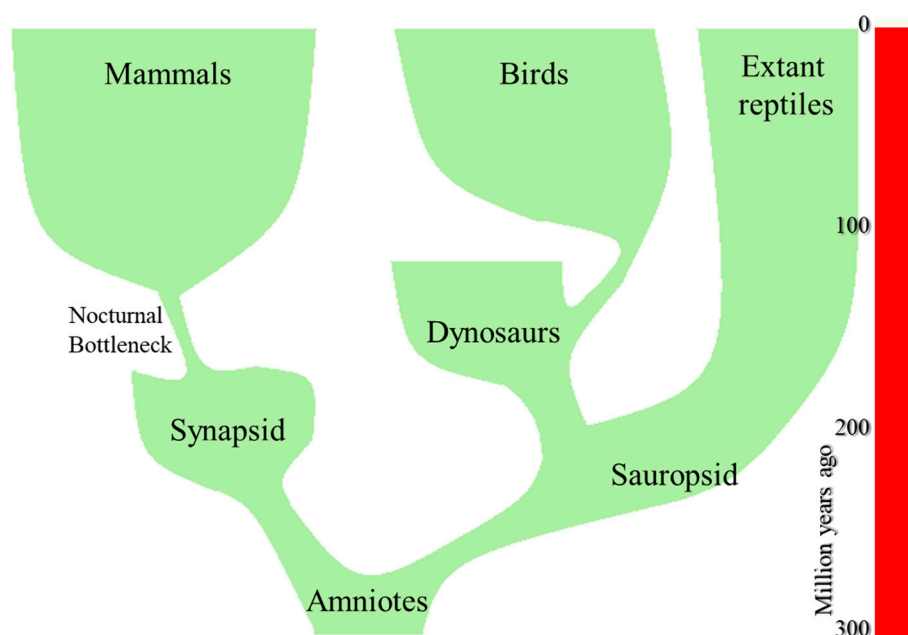 Mammals
Birds
Extant
reptiles
0
100
Nocturnal
Bottleneck
Dynosaurs
Synapsid
200
Sauropsid
Million years ago
Amniotes
300